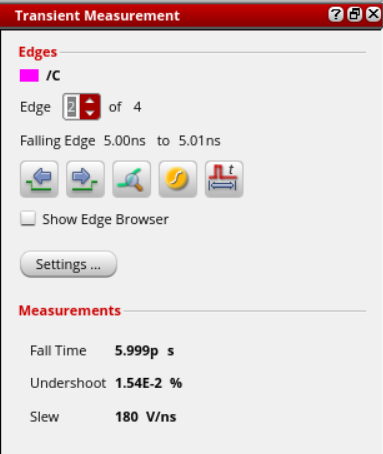 Transient Measurement
Edges
/C
Edge 2 of 4
Falling Edge 5.00ns to 5.01ns
t
Show Edge Browser
Settings ...
Measurements
Fall Time 5.999p s
Undershoot 1.54E-2 %
Slew 180 V/ns